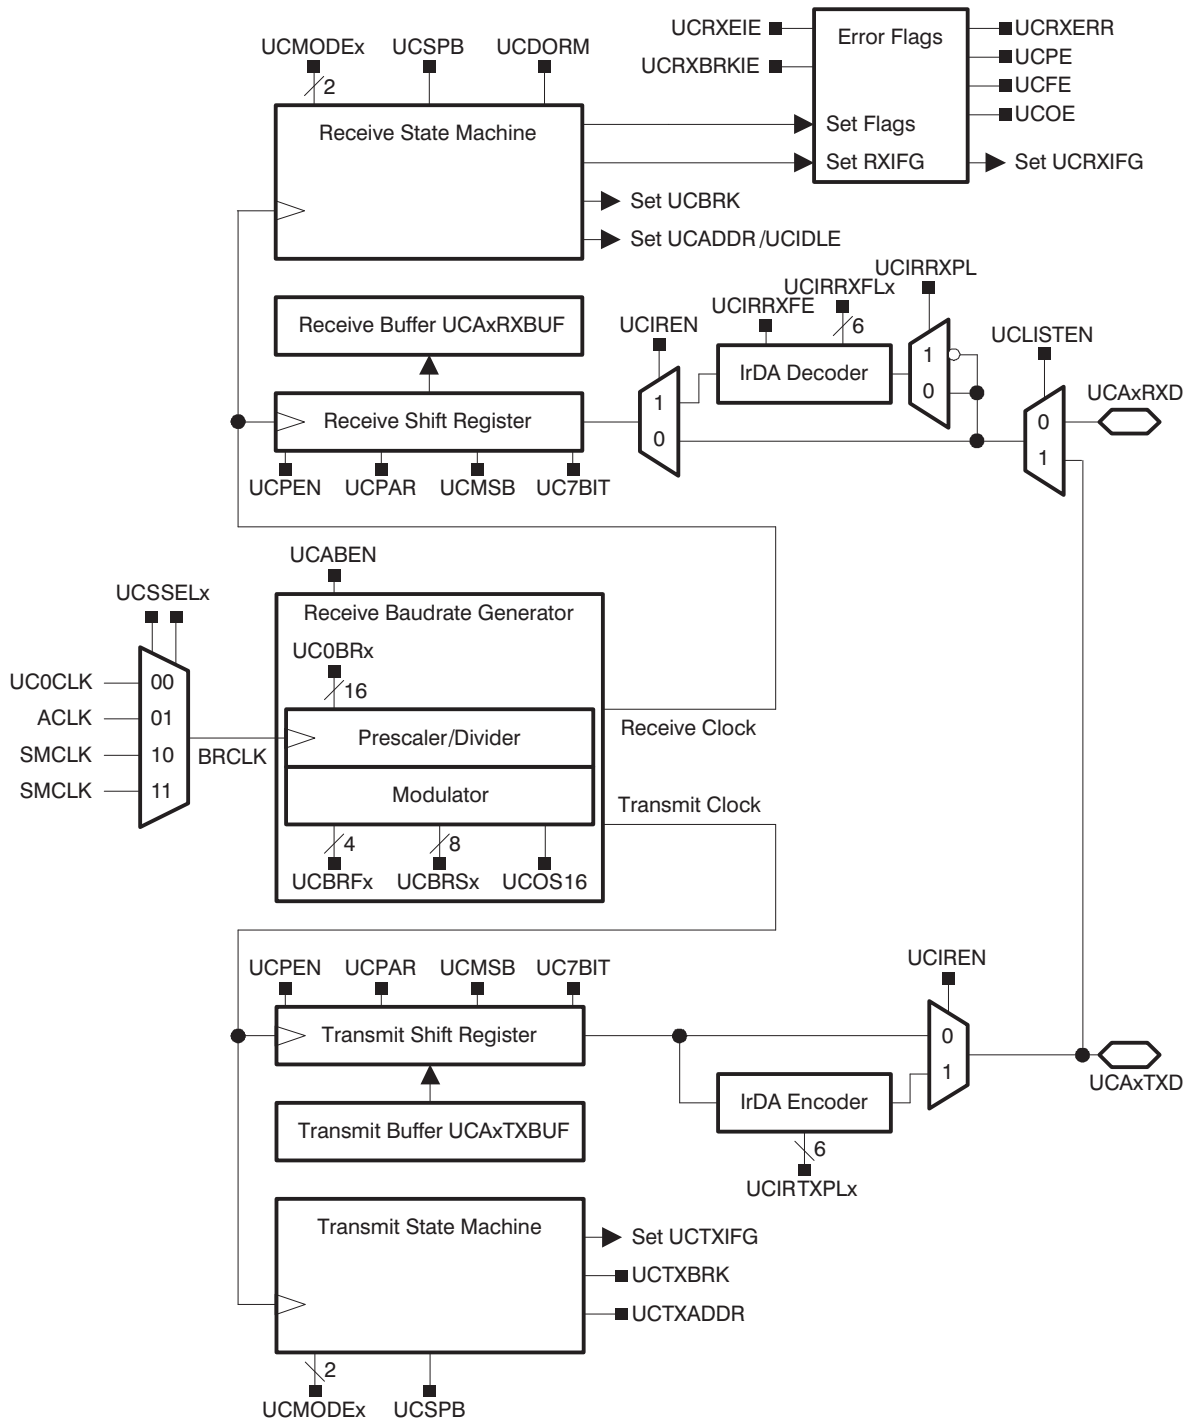 UCMODEx UCSPB UCDORM
2
Receive State Machine
UCRXEIE
UCRXBRKIE
Error Flags
Set Flags
Set RXIFG
UCRXERR
UCPE
UCFE
UCOE
Set UCRXIFG
Set UCBRK
Set UCADDR /UCIDLE
Receive Buffer UCAxRXBUF
Receive Shift Register
UCPEN UCPAR UCMSB UC7BIT
UCIREN
1
0
UCIRRXFE
UCIRRXFLx
6
IrDA Decoder
UCIRRXPL
1
0
UCLISTEN
0
1
UCAxRXD
UCABEN
Receive Baudrate Generator
UC0BRx
16
UCSSELx
UC0CLK 00
ACLK 01
SMCLK 10
SMCLK 11
BRCLK
Prescaler/Divider
Modulator
Receive Clock
Transmit Clock
4 8
UCBRFx UCBRSx UCOS16
UCPEN UCPAR UCMSB UC7BIT
Transmit Shift Register
Transmit Buffer UCAxTXBUF
UCIREN
0
1
IrDA Encoder
6
UCIRTXPLx
UCAxTXD
Transmit State Machine
Set UCTXIFG
UCTXBRK
UCTXADDR
2
UCMODEx UCSPB